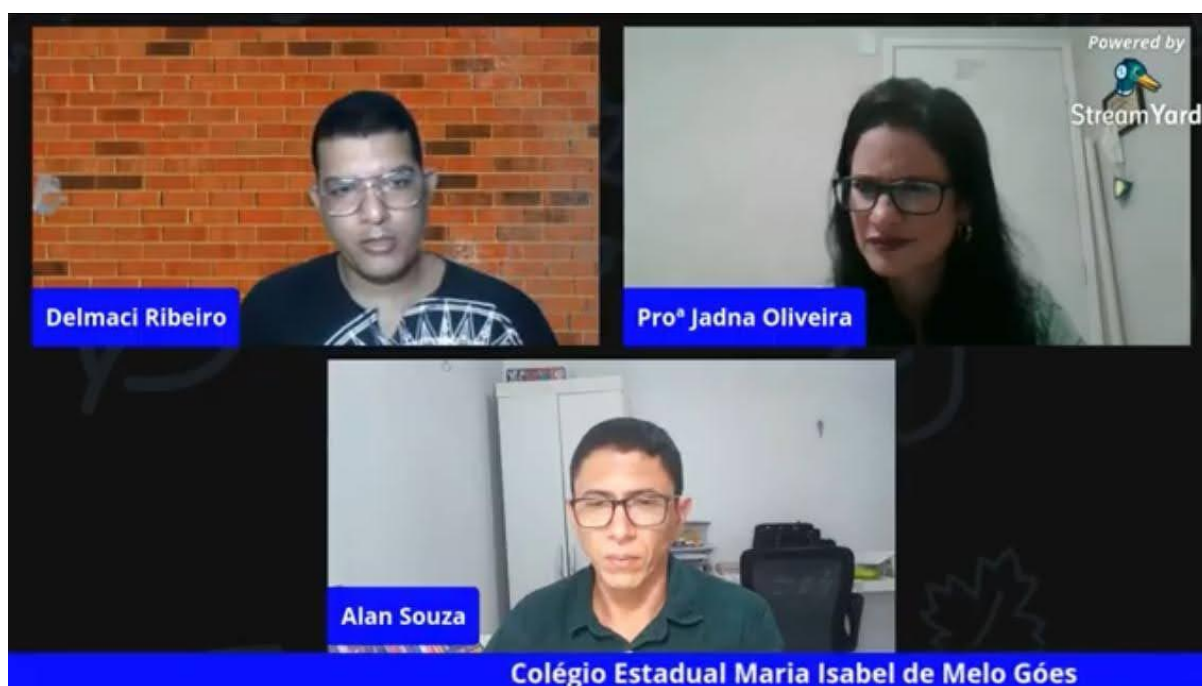 Powered by
StreamYard
Delmaci Ribeiro
Proª Jadna Oliveira
Alan Souza
Colégio Estadual Maria Isabel de Melo Góes